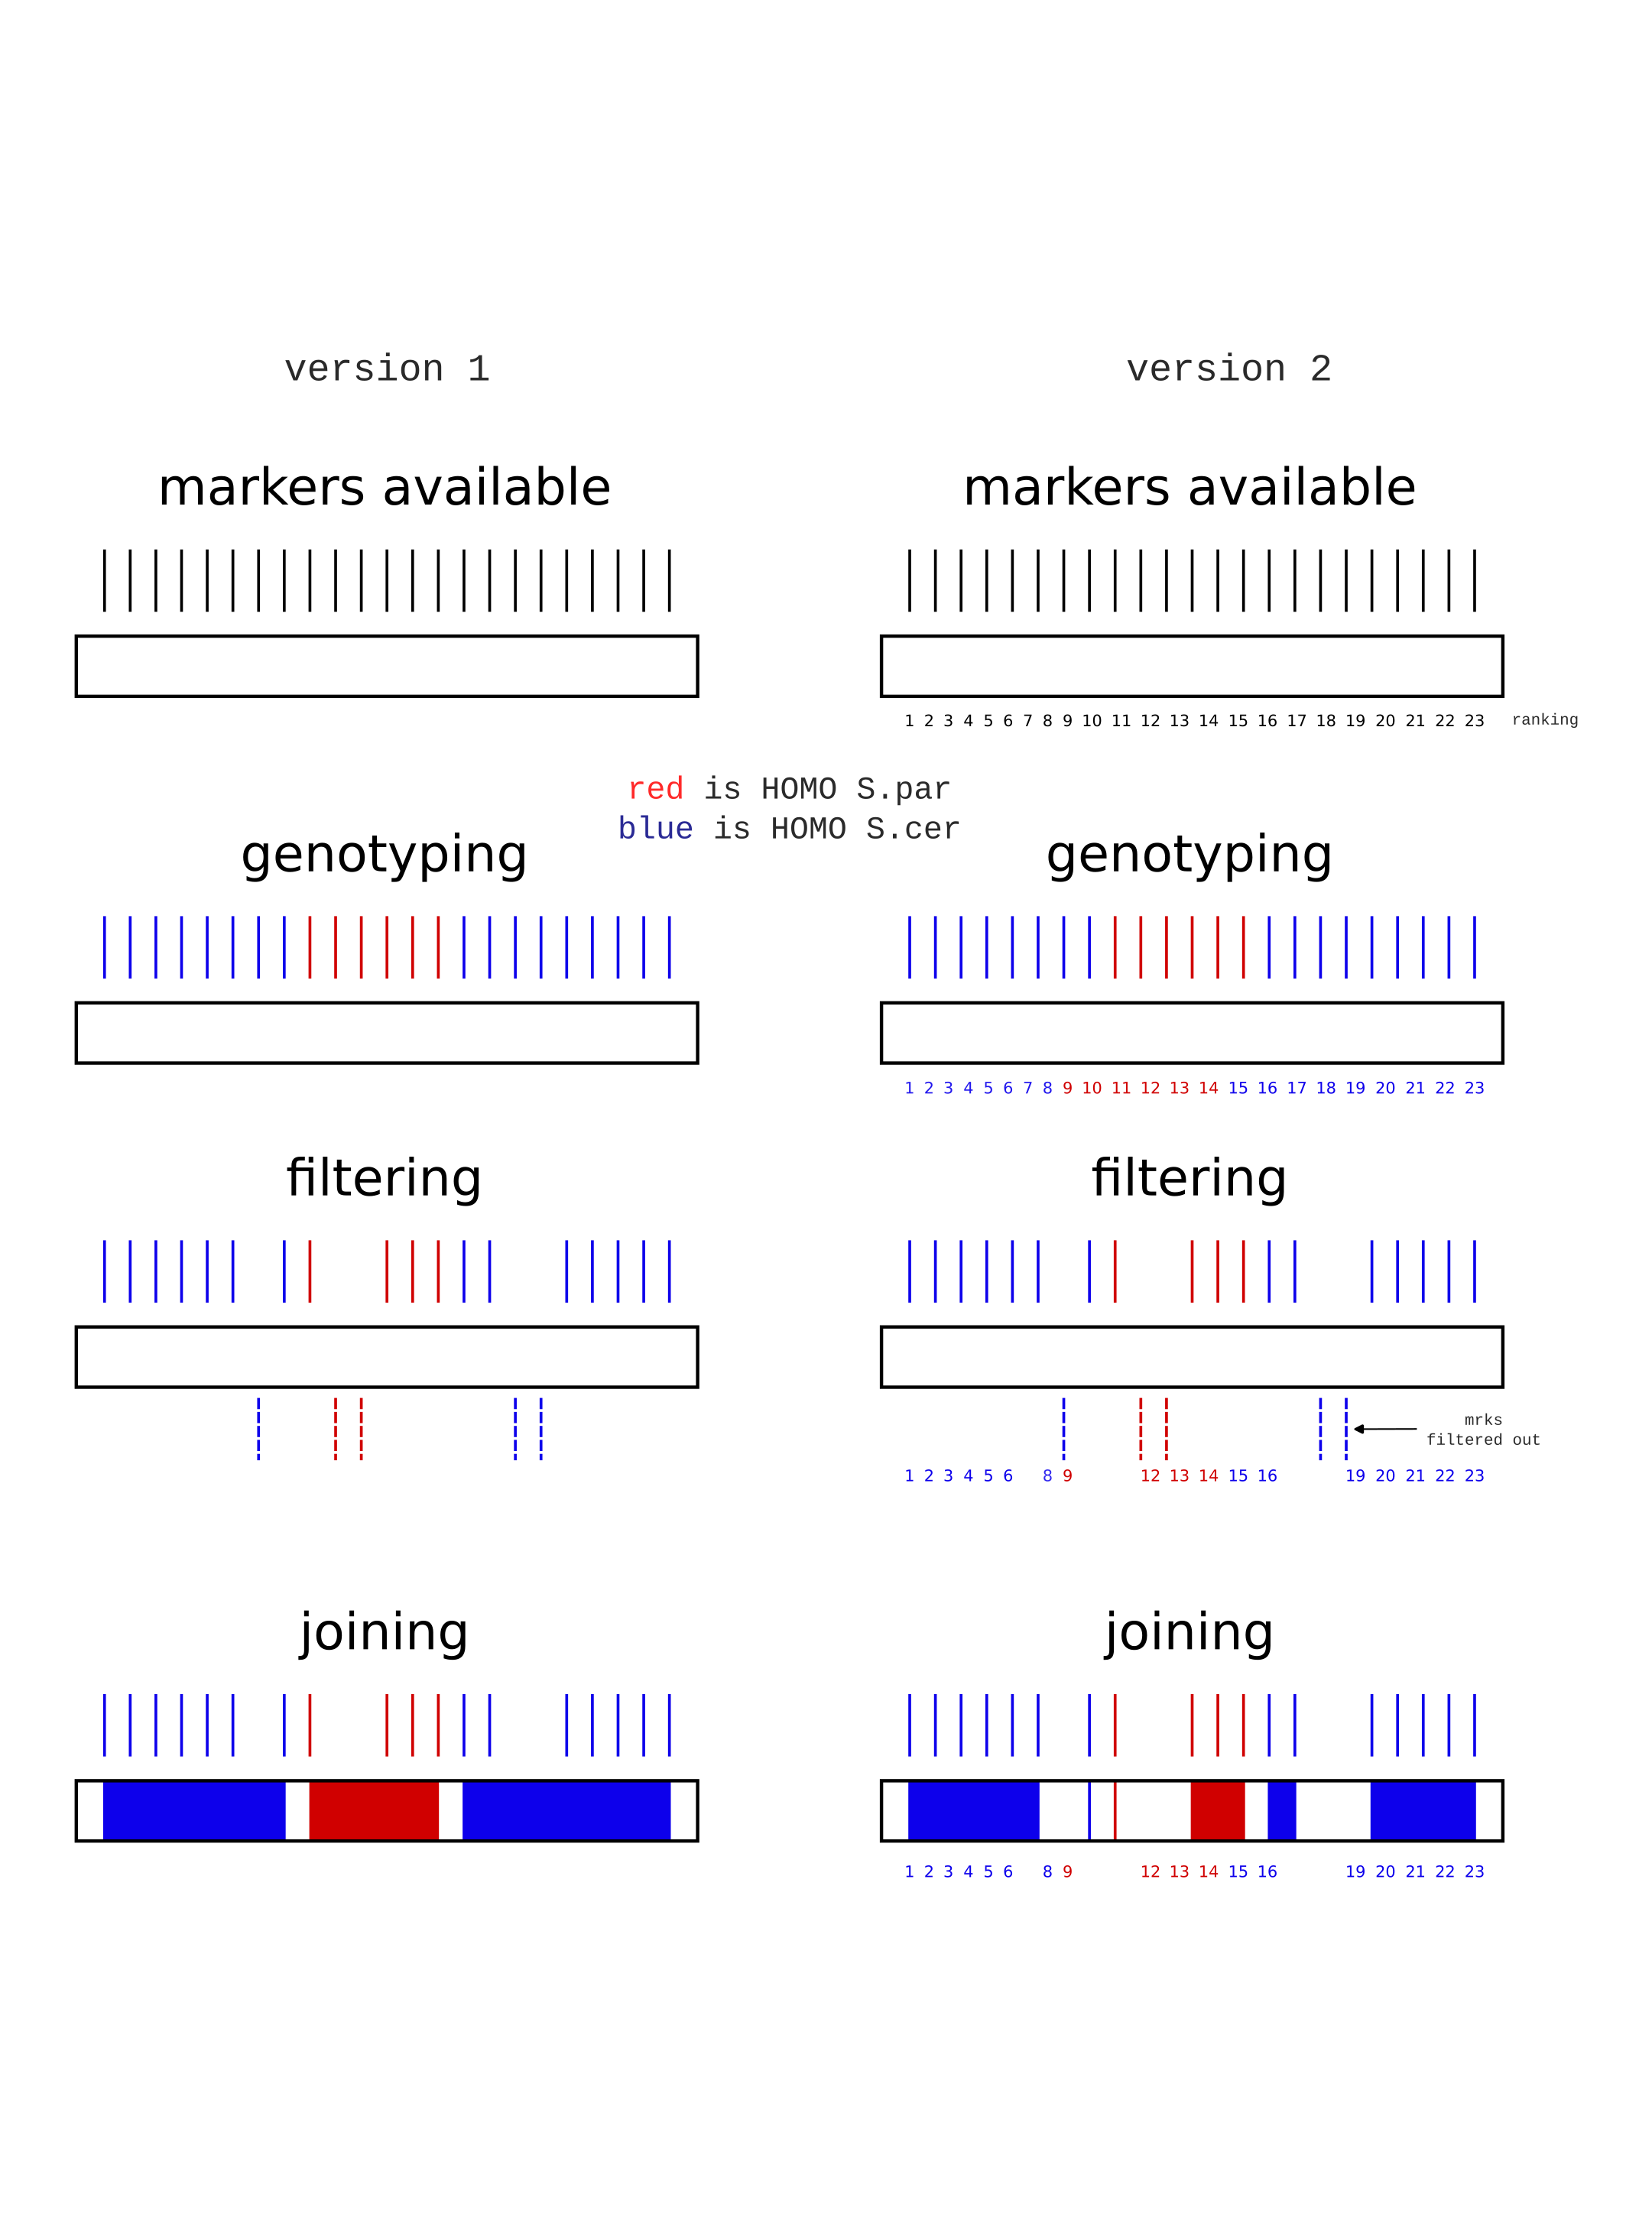 version 1
version 2
markers available
markers available
1 2 3 4 5 6 7 8 9 10 11 12 13 14 15 16 17 18 19 20 21 22 23
ranking
red is HOMO S.par
blue is HOMO S.cer
genotyping
genotyping
1 2 3 4 5 6 7 8 9 10 11 12 13 14 15 16 17 18 19 20 21 22 23
filtering
filtering
mrks
filtered out
1 2 3 4 5 6 8 9 12 13 14 15 16 19 20 21 22 23
joining
joining
1 2 3 4 5 6 8 9 12 13 14 15 16 19 20 21 22 23